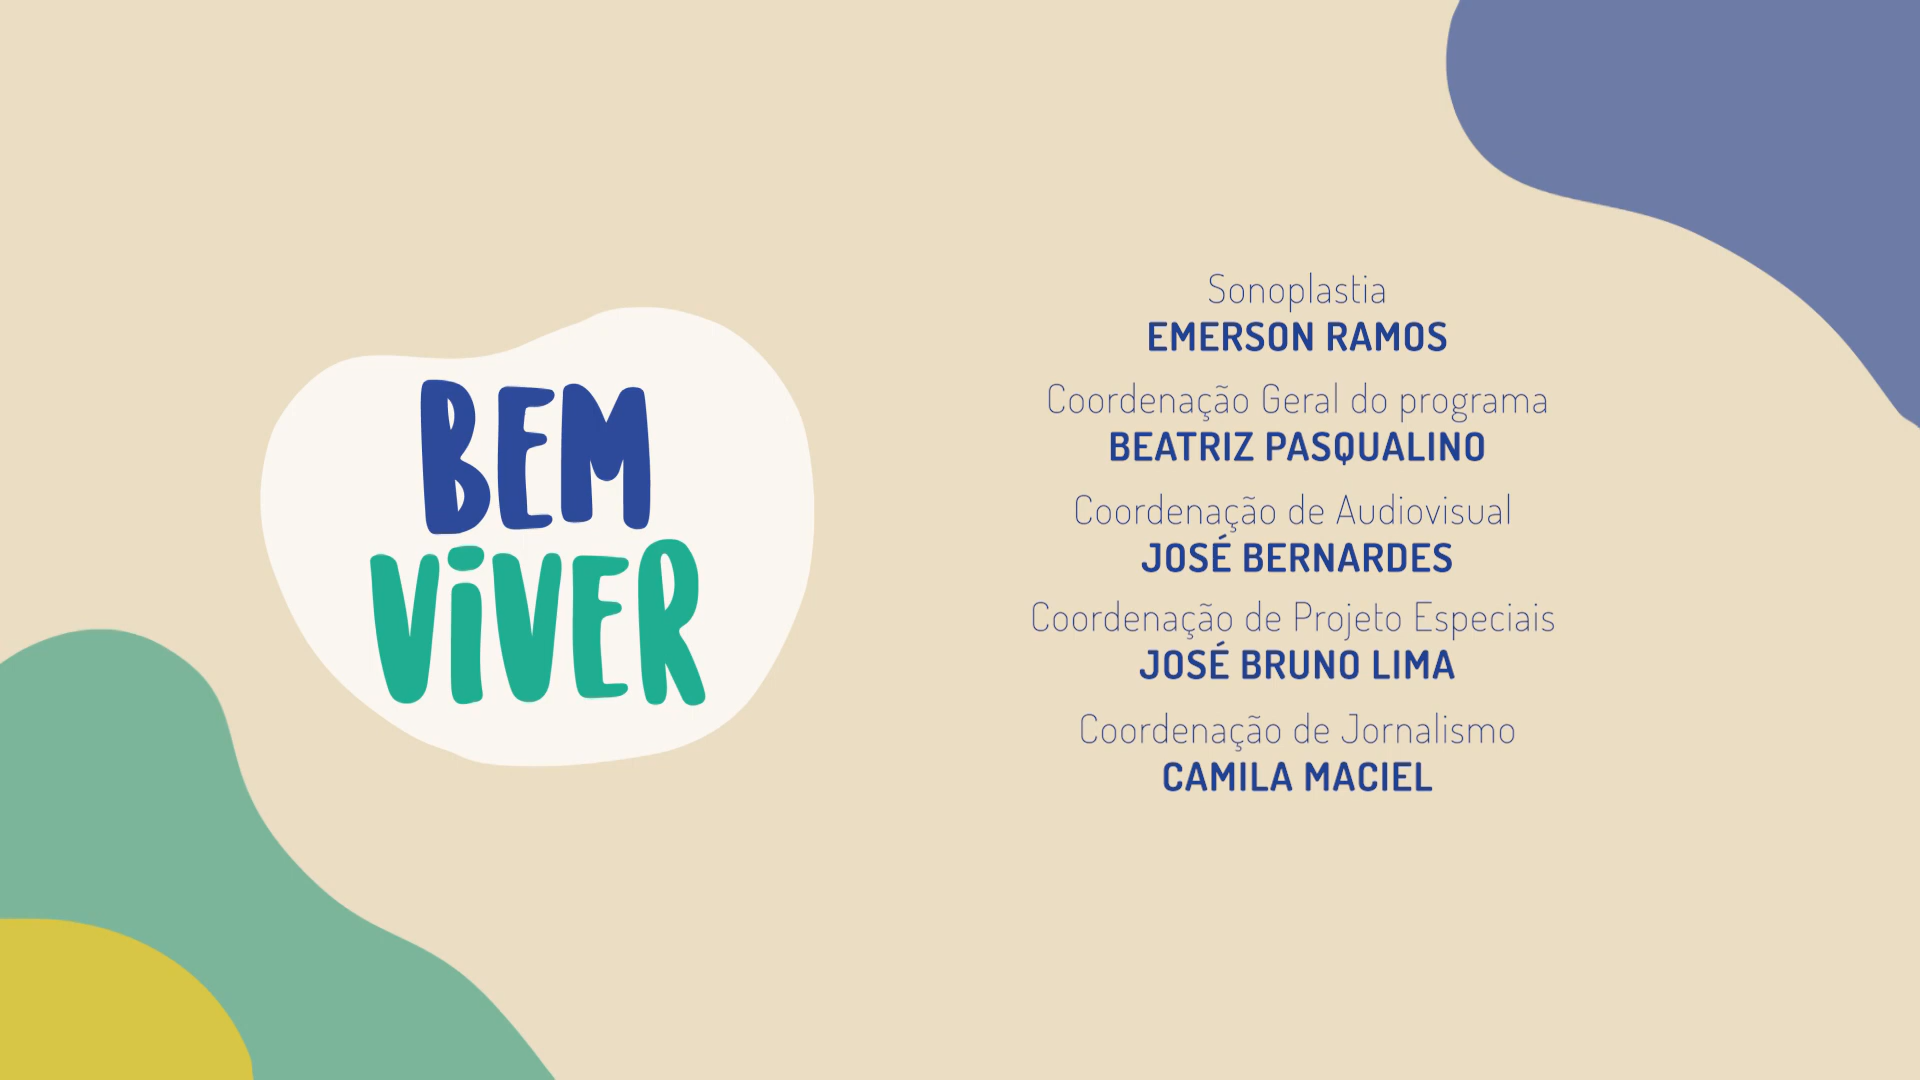 BEM
ViVER
Sonoplastia
EMERSON RAMOS
Coordenação Geral do programa
BEATRIZ PASQUALINO
Coordenação de Audiovisual
JOSÉ BERNARDES
Coordenação de Projeto Especiais
JOSÉ BRUNO LIMA
Coordenação de Jornalismo
CAMILA MACIEL